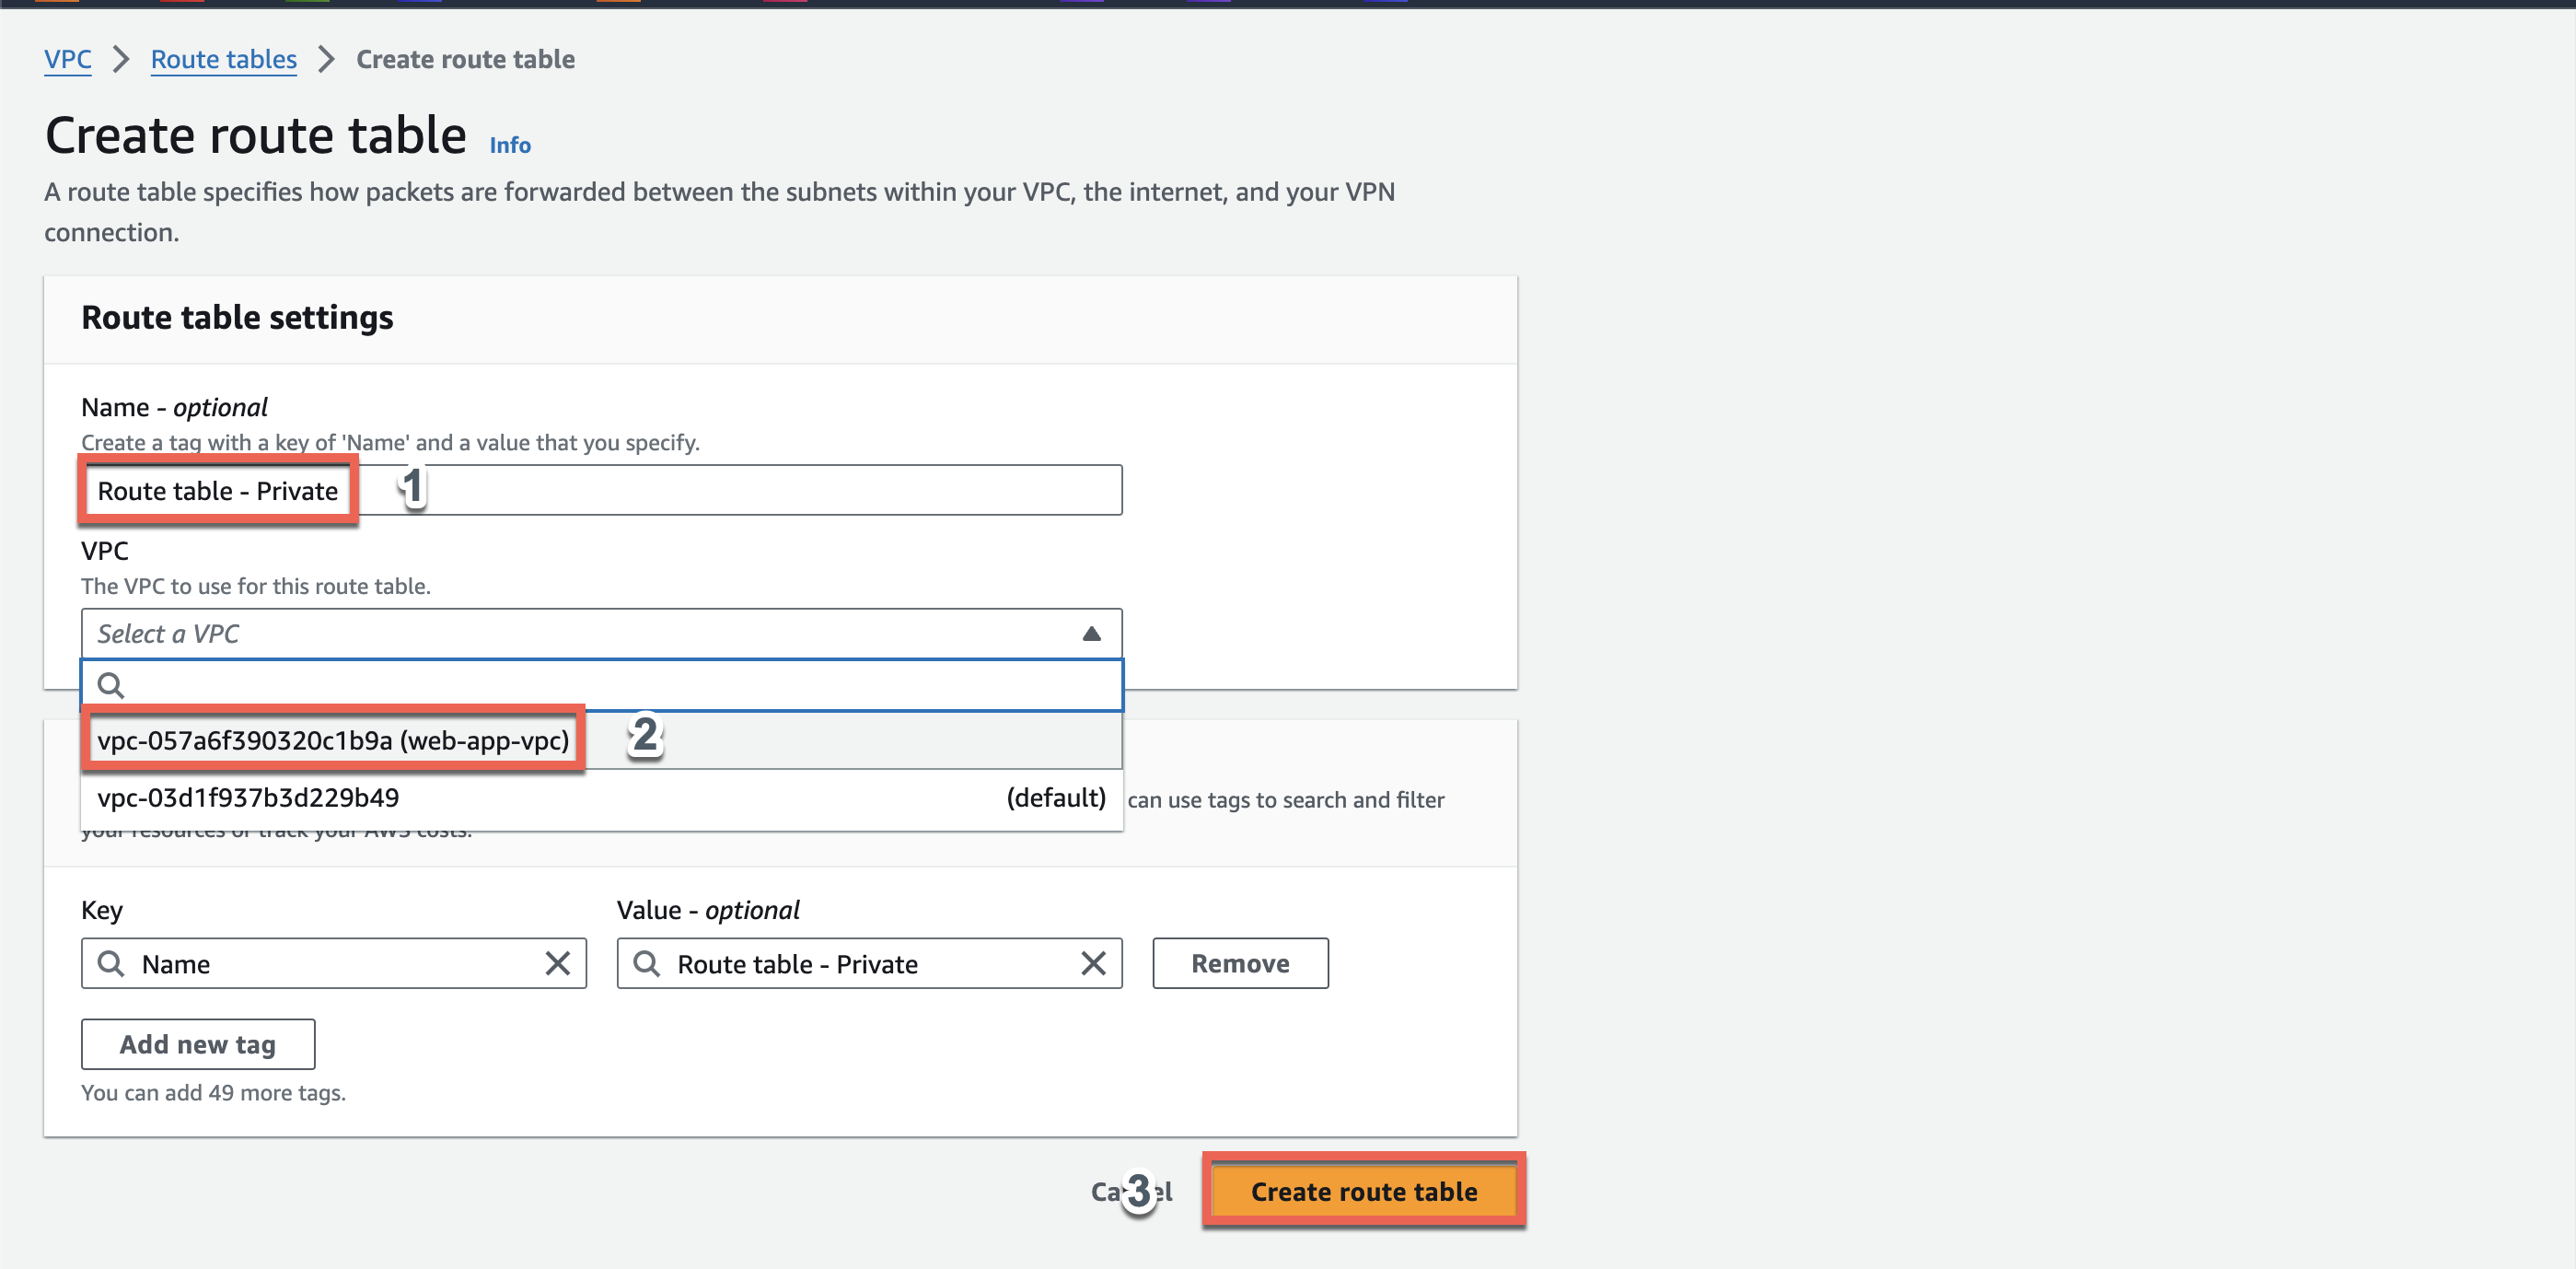 VPC > Route tables > Create route table
Create route table Info
A route table specifies how packets are forwarded between the subnets within your VPC, the internet, and your VPN
connection.
Route table settings
Name - optional
Create a tag with a key of 'Name' and a value that you specify.
Route table - Private 1
VPC
The VPC to use for this route table.
Select a VPC
vpc-057a6f390320c1b9a (web-app-vpc) 2
vpc-03d1f937b3d229b49 (default) can use tags to search and filter
your resources or track your AWS costs.
Key Value - optional
Name Route table - Private Remove
Add new tag
You can add 49 more tags.
3 Create route table